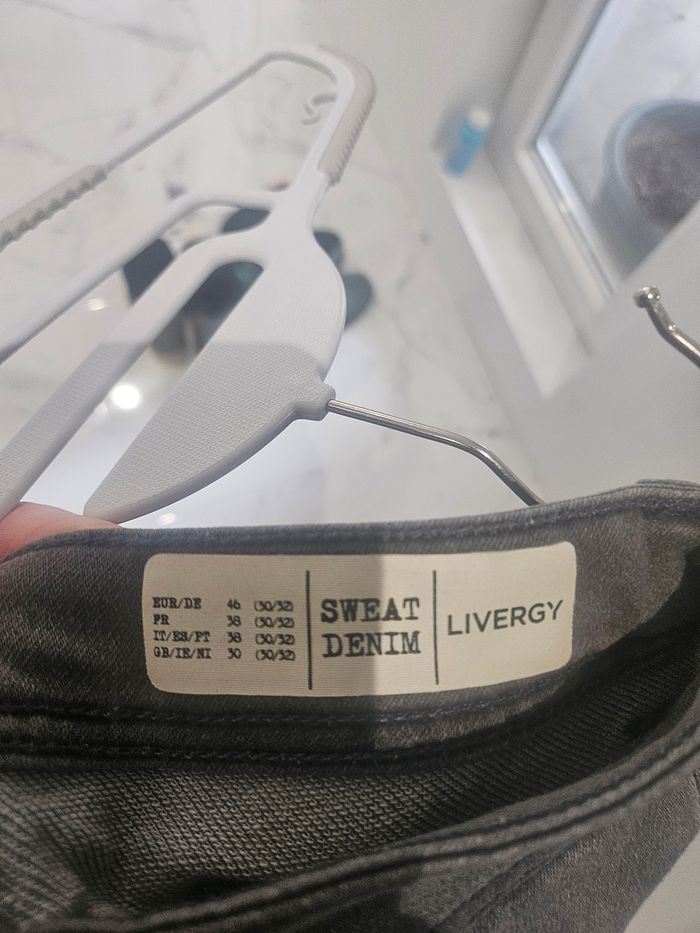 EUR/DE 46 (30/32)
FR 38 (30/32)
IT/ES/PT 38 (30/32)
GB/IE/NI 30 (30/32)
SWEAT
DENIM
LIVERGY